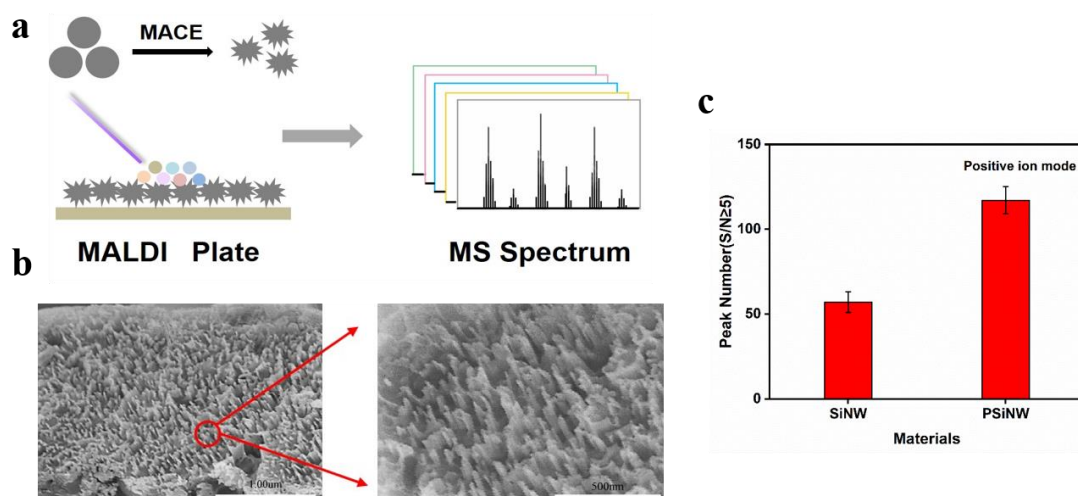 a
MACE
MALDI Plate
MS Spectrum
b
1.00um
500nm
c
Positive ion mode
Peak Number(S/N≥5)
150
100
50
0
SiNW
PSiNW
Materials